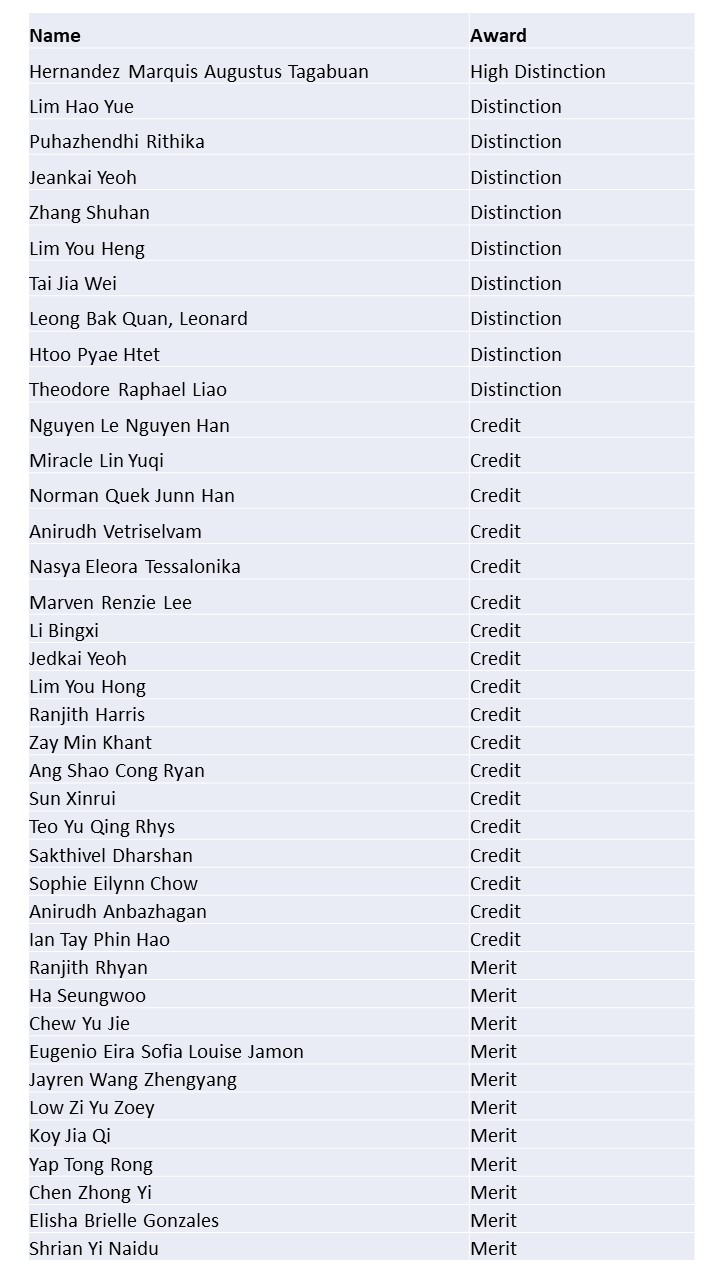 Name Award
Hernandez Marquis Augustus Tagabuan High Distinction
Lim Hao Yue Distinction
Puhazhendhi Rithika Distinction
Jeankai Yeoh Distinction
Zhang Shuhan Distinction
Lim You Heng Distinction
Tai Jia Wei Distinction
Leong Bak Quan, Leonard Distinction
Htoo Pyae Htet Distinction
Theodore Raphael Liao Distinction
Nguyen Le Nguyen Han Credit
Miracle Lin Yuqi Credit
Norman Quek Junn Han Credit
Anirudh Vetriselvam Credit
Nasya Eleora Tessalonika Credit
Marven Renzie Lee Credit
Li Bingxi Credit
Jedkai Yeoh Credit
Lim You Hong Credit
Ranjith Harris Credit
Zay Min Khant Credit
Ang Shao Cong Ryan Credit
Sun Xinrui Credit
Teo Yu Qing Rhys Credit
Sakthivel Dharshan Credit
Sophie Eilynn Chow Credit
Anirudh Anbazhagan Credit
Ian Tay Phin Hao Credit
Ranjith Rhyan Merit
Ha Seungwoo Merit
Chew Yu Jie Merit
Eugenio Eira Sofia Louise Jamon Merit
Jayren Wang Zhengyang Merit
Low Zi Yu Zoey Merit
Koy Jia Qi Merit
Yap Tong Rong Merit
Chen Zhong Yi Merit
Elisha Brielle Gonzales Merit
Shrian Yi Naidu Merit